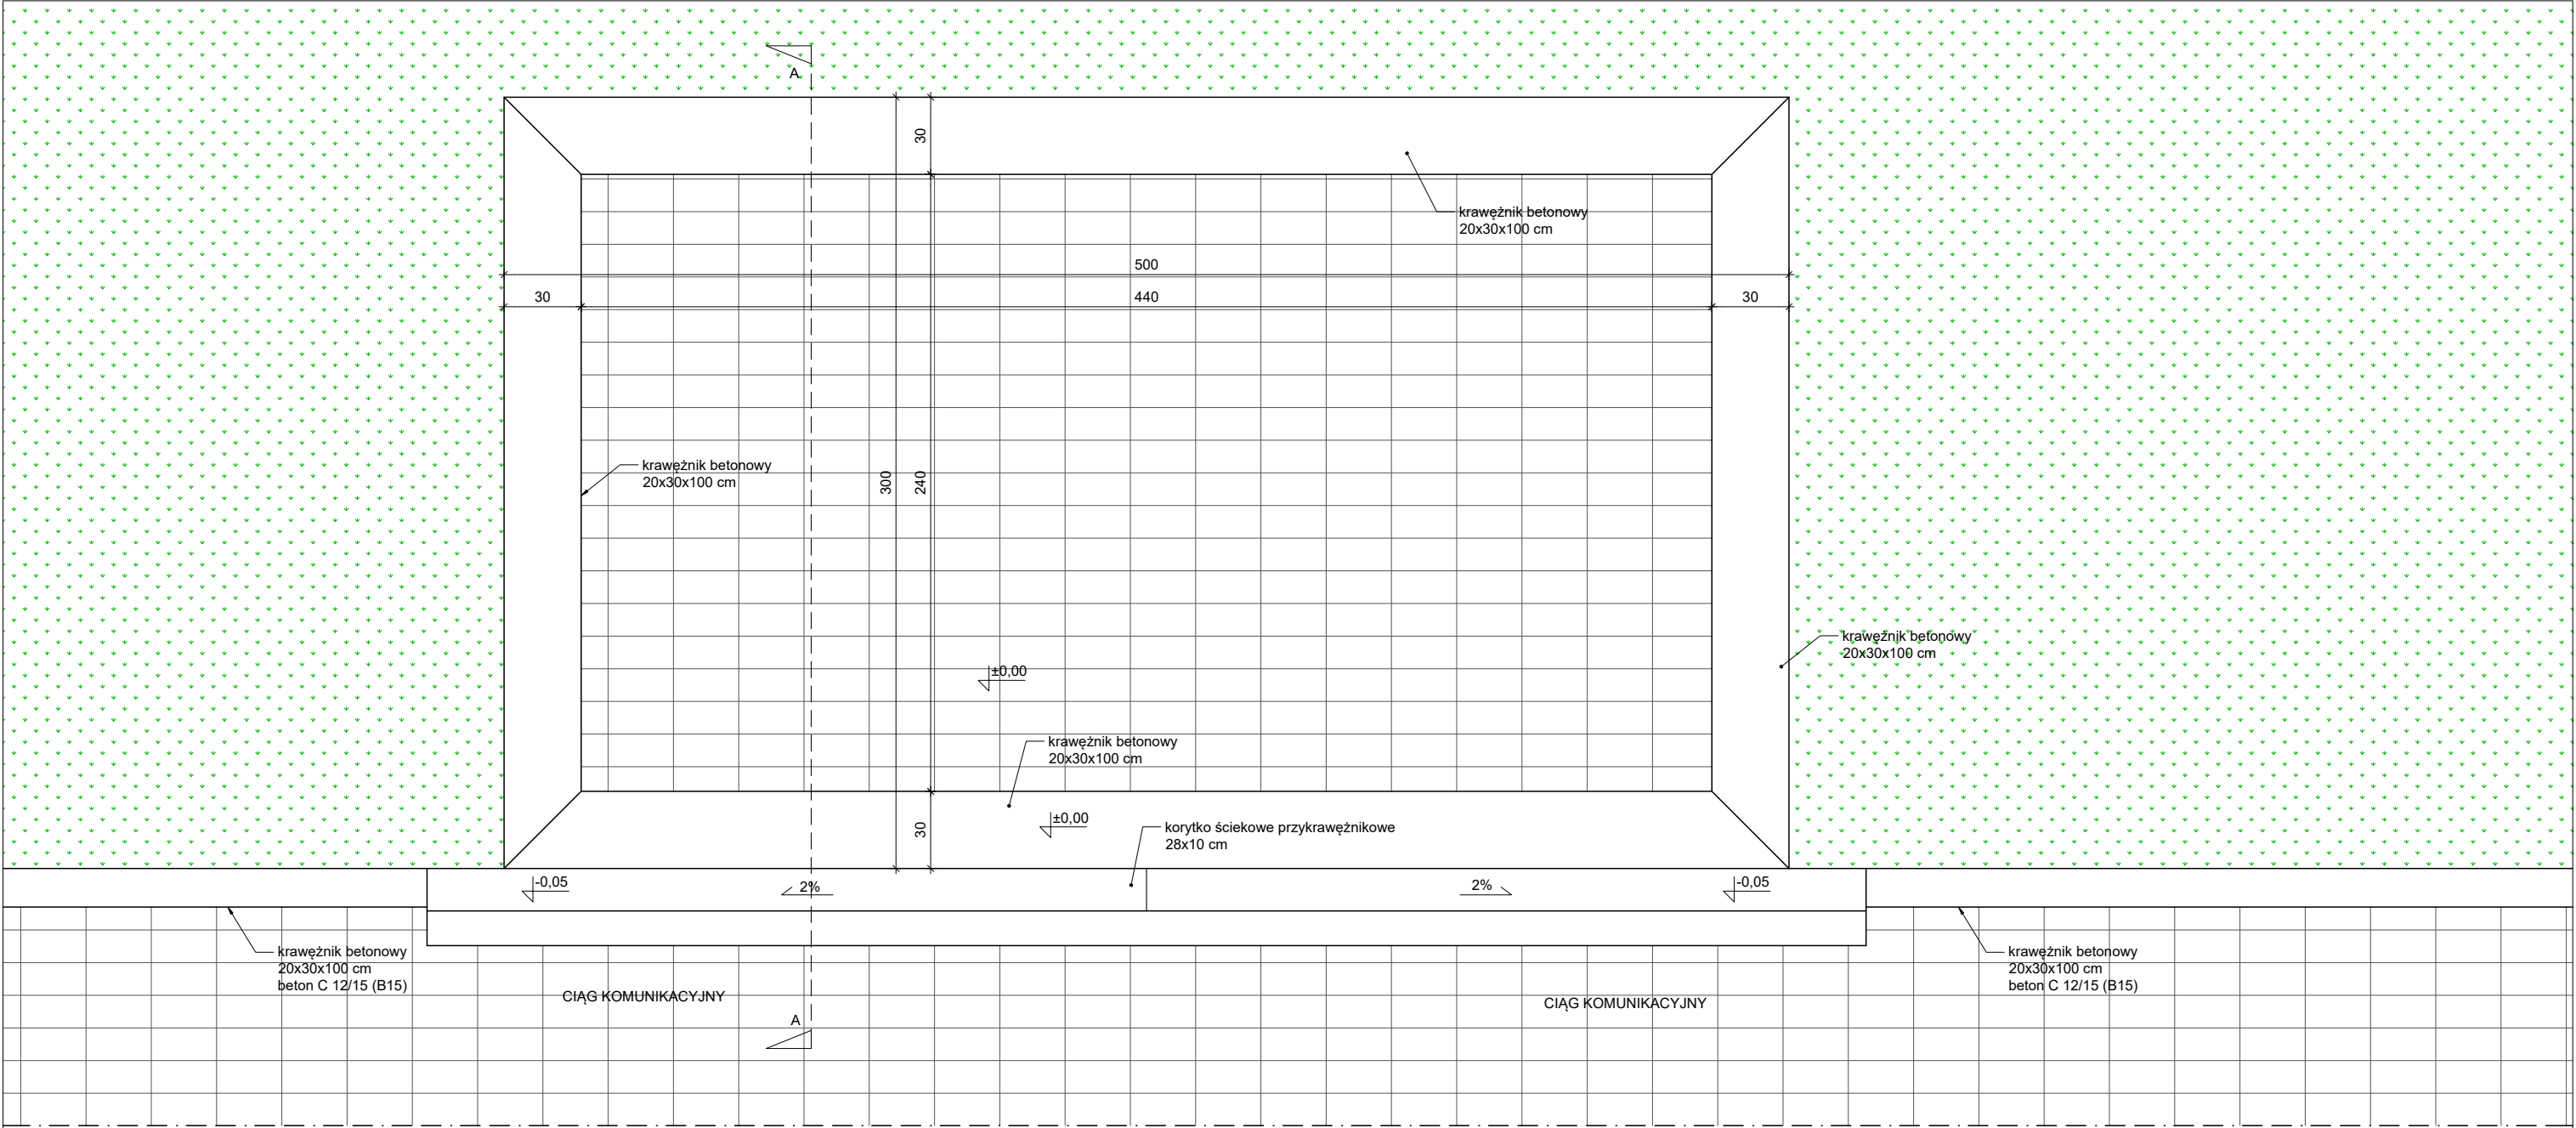 A
30
krawężnik betonowy
20x30x100 cm
500
30
440
30
krawężnik betonowy
20x30x100 cm
300
240
krawężnik betonowy
20x30x100 cm
±0,00
krawężnik betonowy
20x30x100 cm
±0,00
30
korytko ściekowe przykrawężnikowe
28x10 cm
-0,05
2%
2%
-0,05
krawężnik betonowy
20x30x100 cm
beton C 12/15 (B15)
krawężnik betonowy
20x30x100 cm
beton C 12/15 (B15)
CIĄG KOMUNIKACYJNY
CIĄG KOMUNIKACYJNY
A